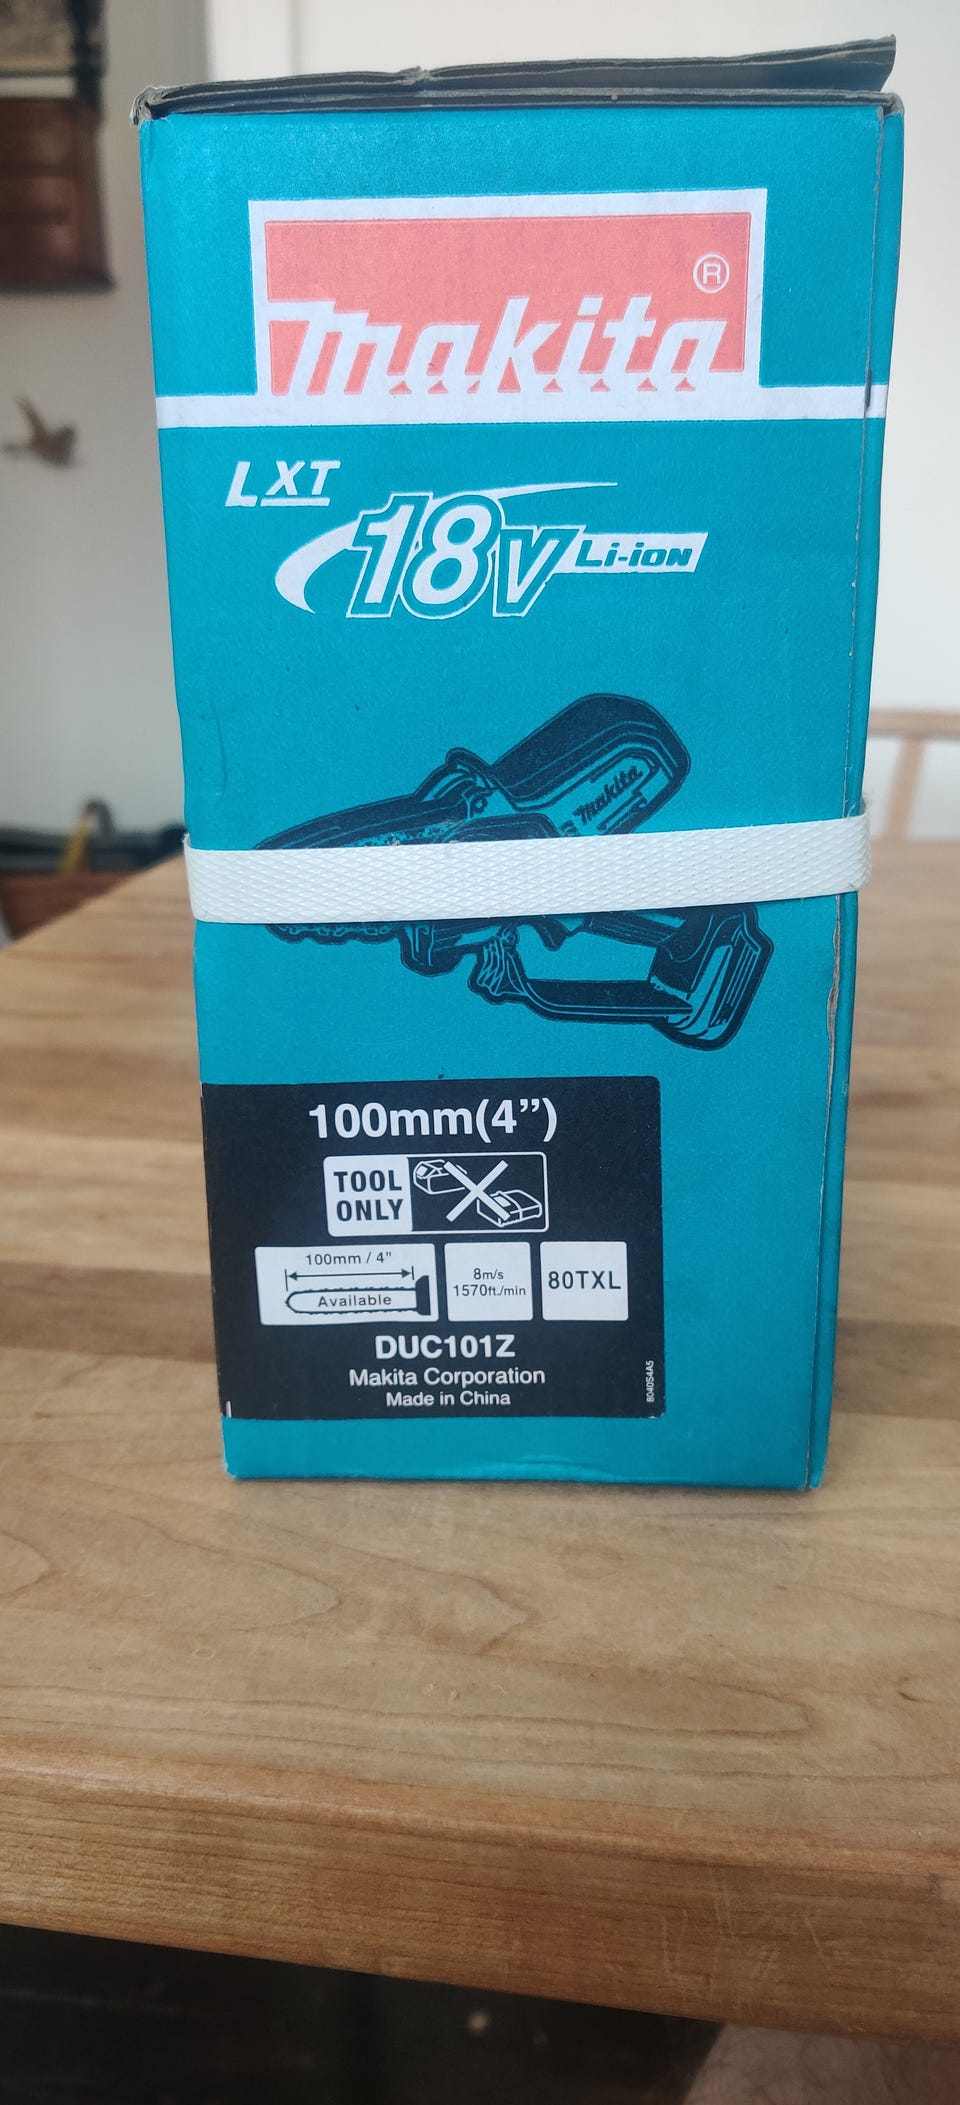 Makita ®
LXT
18V Li-ion
Makita
100mm(4”)
TOOL
ONLY
100mm / 4"
Available
8m/s
1570ft./min
80TXL
DUC101Z
Makita Corporation
Made in China
8040S4A5